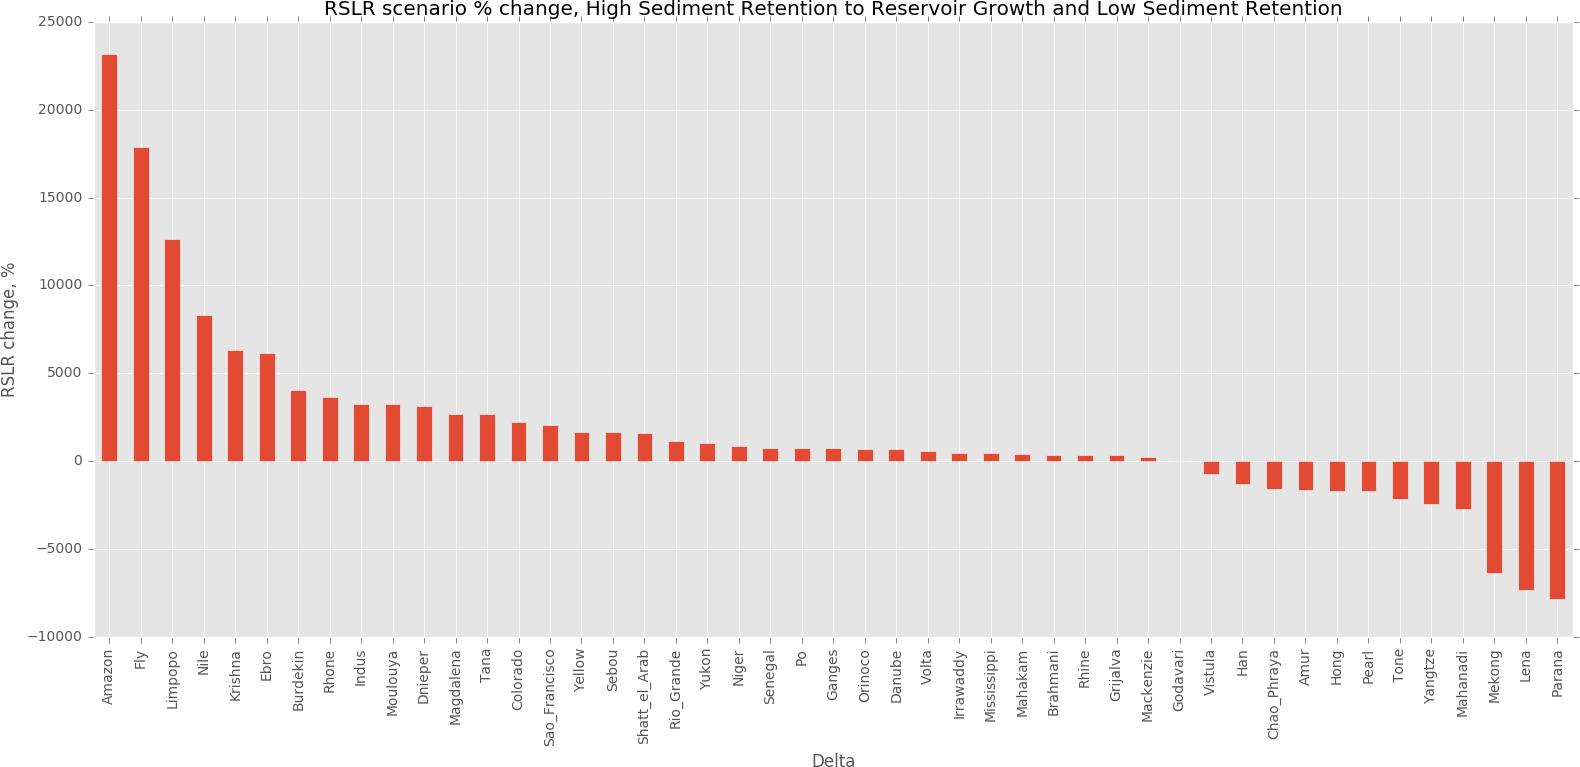 RSLR scenario % change, High Sediment Retention to Reservoir Growth and Low Sediment Retention
25000
20000
15000
10000
5000
0
−5000
−10000
RSLR change, %
Amazon
Fly
Limpopo
Nile
Krishna
Ebro
Burdekin
Rhone
Indus
Moulouya
Dnieper
Magdalena
Tana
Colorado
Sao_Francisco
Yellow
Sebou
Shatt_el_Arab
Rio_Grande
Yukon
Niger
Senegal
Po
Ganges
Orinoco
Danube
Volta
Irrawaddy
Mississippi
Mahakam
Brahmani
Rhine
Grijalva
Mackenzie
Godavari
Vistula
Han
Chao_Phraya
Amur
Hong
Pearl
Tone
Yangtze
Mahanadi
Mekong
Lena
Parana
Delta